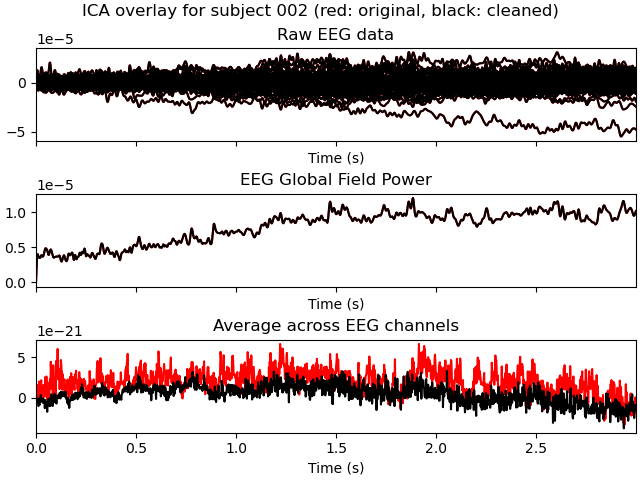 ICA overlay for subject 002 (red: original, black: cleaned)
Raw EEG data
1e−5
0
−5
Time (s)
EEG Global Field Power
1e−5
1.0
0.5
0.0
Time (s)
Average across EEG channels
1e−21
5
0
0.0 0.5 1.0 1.5 2.0 2.5
Time (s)